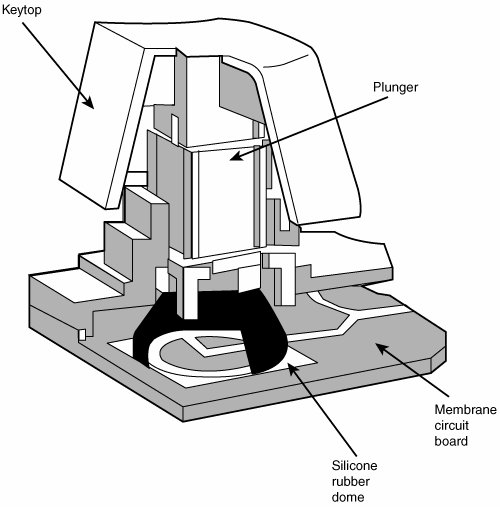 Keytop
Plunger
Membrane
circuit
board
Silicone
rubber
dome